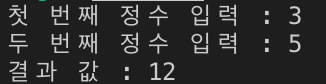 첫 번째 정수 입력 : 3
두 번째 정수 입력 : 5
결과 값 : 12